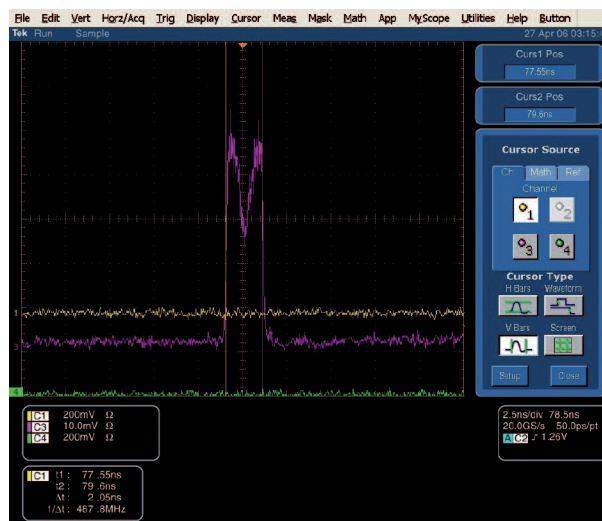 File Edit Vert Horz/Acq Trig Display Cursor Meas Mask Math App MyScope Utilities Help Button
Tek Run Sample 27 Apr 06 03:15:
Curs1 Pos
77.55ns
Curs2 Pos
79.6ns
Cursor Source
Ch Math Ref
Channel
1 2
3 4
Cursor Type
H Bars Waveform
V Bars Screen
Setup Close
1
3
4
C1 200mV Ω
C3 10.0mV Ω
C4 200mV Ω
2.5ns/div 78.5ns
20.0GS/s 50.0ps/pt
A C2 ∫ 1.26V
C1 t1 : 77 .55ns
t2 : 79 .6ns
Δt : 2 .05ns
1/Δt : 487 .8MHz